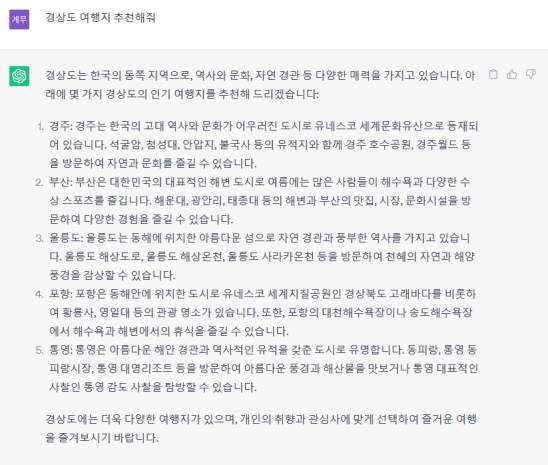 계무
경상도 여행지 추천해줘
경상도는 한국의 동쪽 지역으로, 역사와 문화, 자연 경관 등 다양한 매력을 가지고 있습니다. 아
래에 몇 가지 경상도의 인기 여행지를 추천해 드리겠습니다:
1. 경주: 경주는 한국의 고대 역사와 문화가 어우러진 도시로 유네스코 세계문화유산으로 등재되
어 있습니다. 석굴암, 첨성대, 안압지, 불국사 등의 유적지와 함께 경주 호수공원, 경주월드 등
을 방문하여 자연과 문화를 즐길 수 있습니다.
2. 부산: 부산은 대한민국의 대표적인 해변 도시로 여름에는 많은 사람들이 해수욕과 다양한 수
상 스포츠를 즐깁니다. 해운대, 광안리, 태종대 등의 해변과 부산의 맛집, 시장, 문화시설을 방
문하여 다양한 경험을 즐길 수 있습니다.
3. 울릉도: 울릉도는 동해에 위치한 아름다운 섬으로 자연 경관과 풍부한 역사를 가지고 있습니
다. 울릉도 해상도로, 울릉도 해상온천, 울릉도 사라카온천 등을 방문하여 천혜의 자연과 해양
풍경을 감상할 수 있습니다.
4. 포항: 포항은 동해안에 위치한 도시로 유네스코 세계지질공원인 경상북도 고래바다를 비롯하
여 황룡사, 영일대 등의 관광 명소가 있습니다. 또한, 포항의 대천해수욕장이나 송도해수욕장
에서 해수욕과 해변에서의 휴식을 즐길 수 있습니다.
5. 통영: 통영은 아름다운 해안 경관과 역사적인 유적을 갖춘 도시로 유명합니다. 동피랑, 통영 동
피랑시장, 통영 대명리조트 등을 방문하여 아름다운 풍경과 해산물을 맛보거나 통영 대표적인
사찰인 통영 감도 사찰을 탐방할 수 있습니다.
경상도에는 더욱 다양한 여행지가 있으며, 개인의 취향과 관심사에 맞게 선택하여 즐거운 여행
을 즐겨보시기 바랍니다.